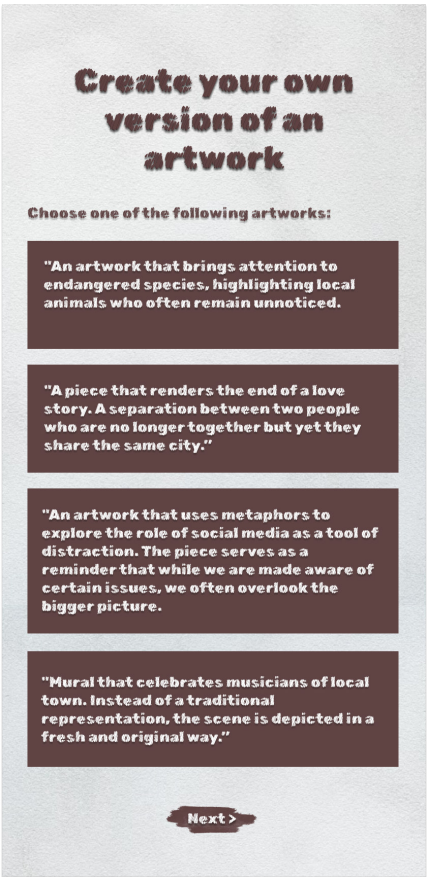 Create your own
version of an
artwork
Choose one of the following artworks:
"An artwork that brings attention to
endangered species, highlighting local
animals who often remain unnoticed.
"A piece that renders the end of a love
story. A separation between two people
who are no longer together but yet they
share the same city.”
"An artwork that uses metaphors to
explore the role of social media as a tool of
distraction. The piece serves as a
reminder that while we are made aware of
certain issues, we often overlook the
bigger picture.
"Mural that celebrates musicians of local
town. Instead of a traditional
representation, the scene is depicted in a
fresh and original way.”
Next >